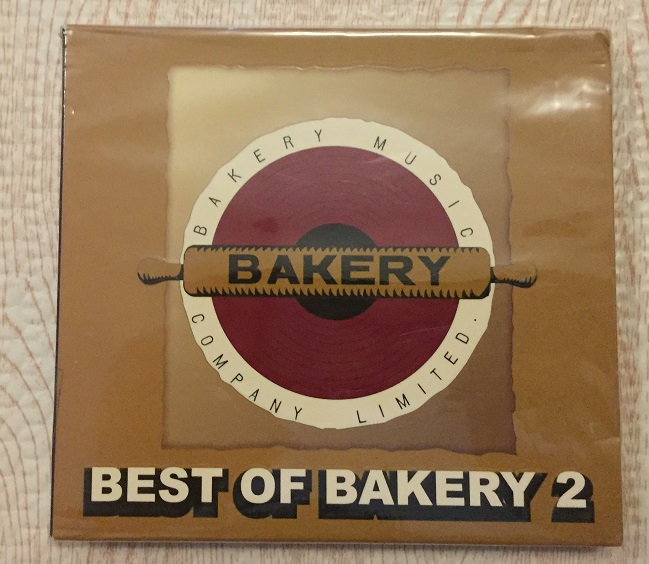 BAKERY MUSIC
BAKERY
COMPANY LIMITED.
BEST OF BAKERY 2